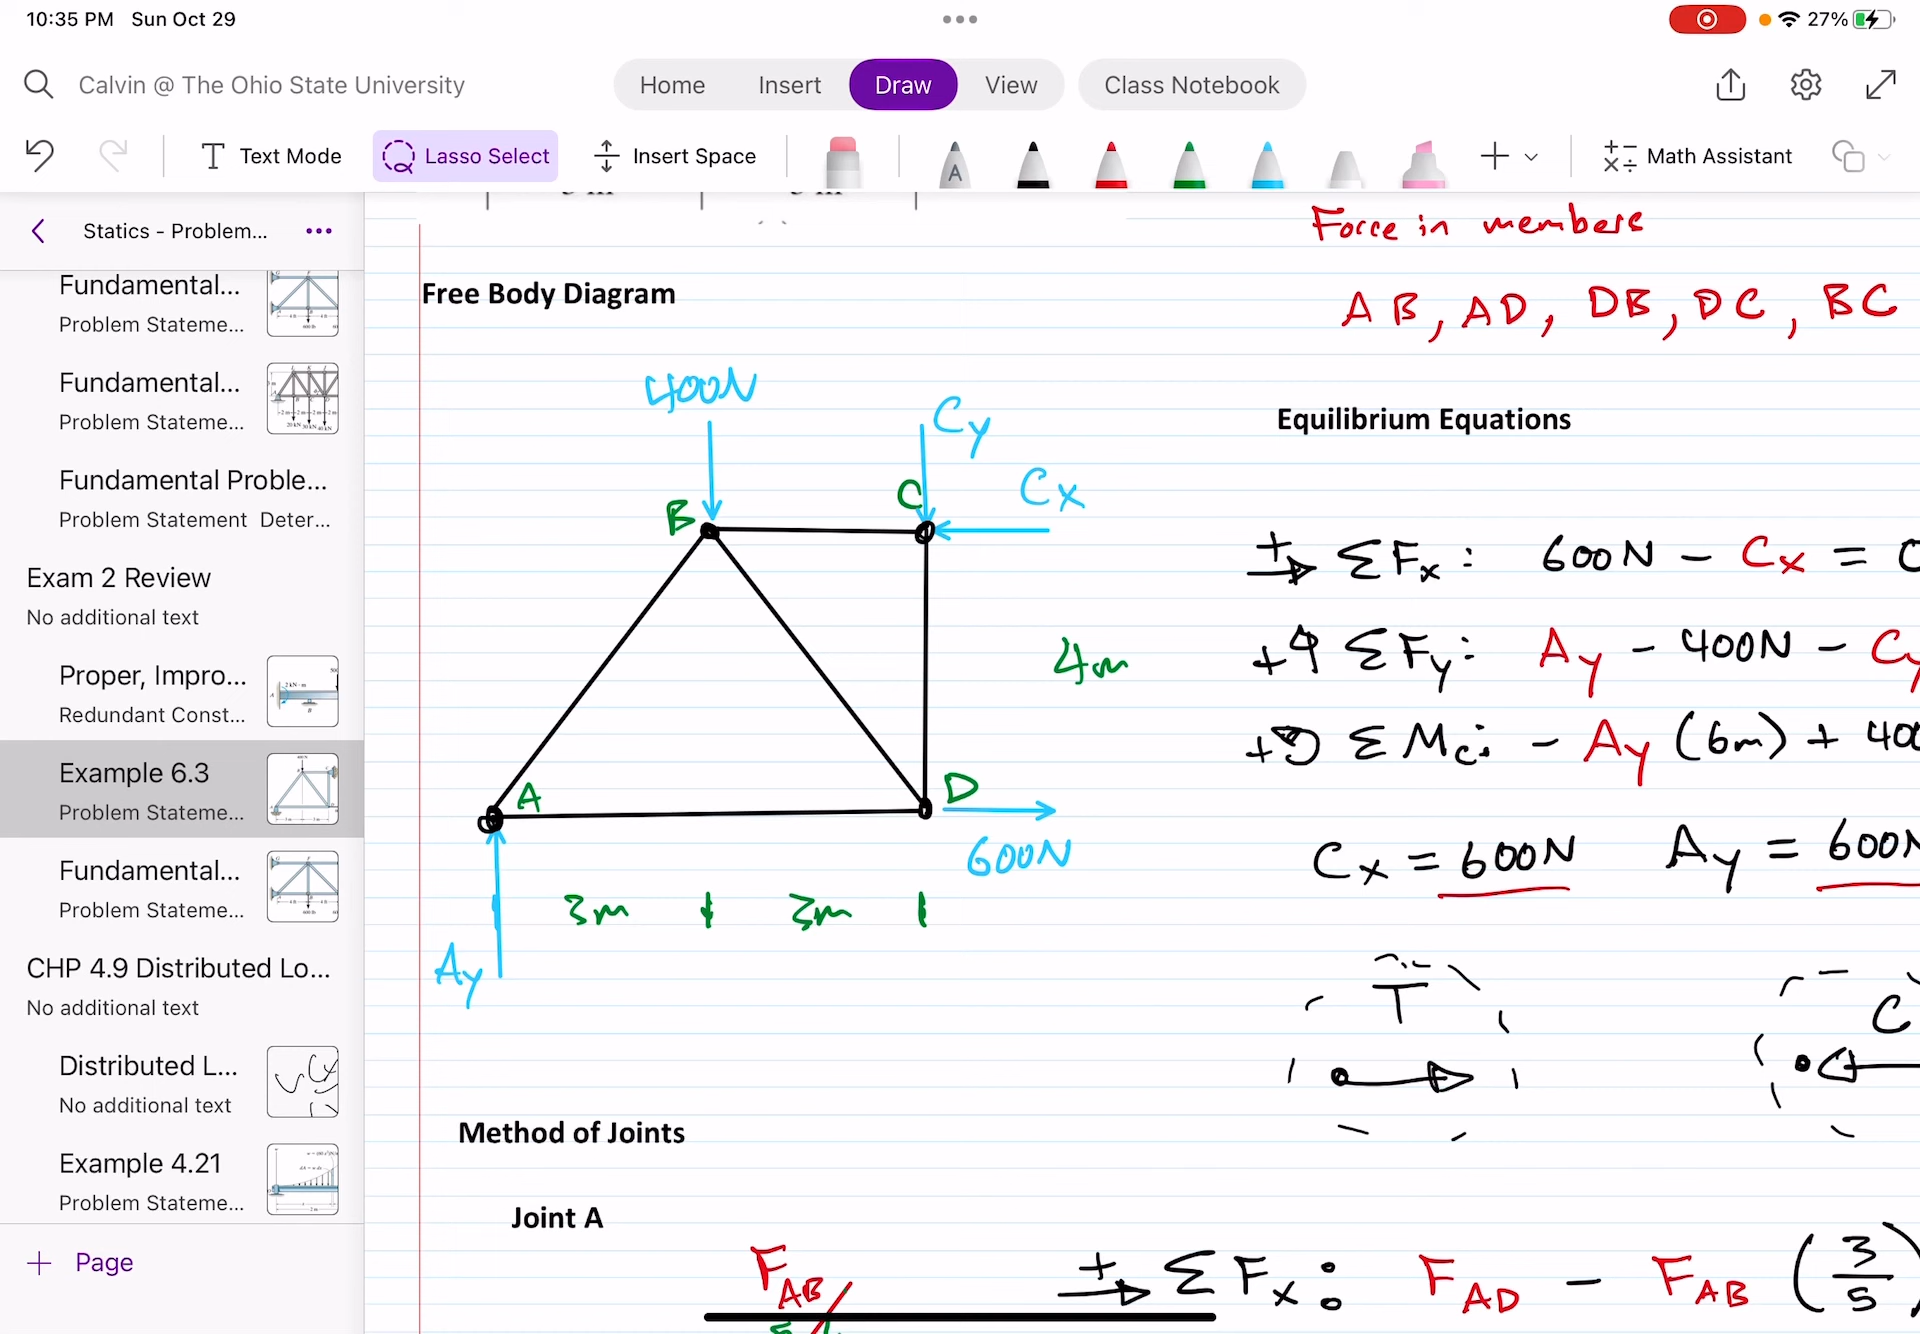 10:35 PM Sun Oct 29
27%
Calvin @ The Ohio State University
Home Insert Draw View Class Notebook
Text Mode Lasso Select Insert Space A Math Assistant
Statics - Problem...
Fundamental...
Problem Stateme...
Fundamental...
Problem Stateme...
Fundamental Proble...
Problem Statement Deter...
Exam 2 Review
No additional text
Proper, Impro...
Redundant Const...
Example 6.3
Problem Stateme...
Fundamental...
Problem Stateme...
CHP 4.9 Distributed Lo...
No additional text
Distributed L...
No additional text
Example 4.21
Problem Stateme...
Page
Force in members
AB, AD, DB, DC, BC
Free Body Diagram
400N
Cy
Cx
B
C
4m
A
D
600N
3m 3m
Ay
Equilibrium Equations
+ ΣFx: 600N - Cx = 0
+ ΣFy: Ay - 400N - Cy
+ ΣMc: - Ay (6m) + 400
Cx = 600N Ay = 600N
T
C
Method of Joints
Joint A
FAB
+ ΣFx: FAD - FAB (3/5)